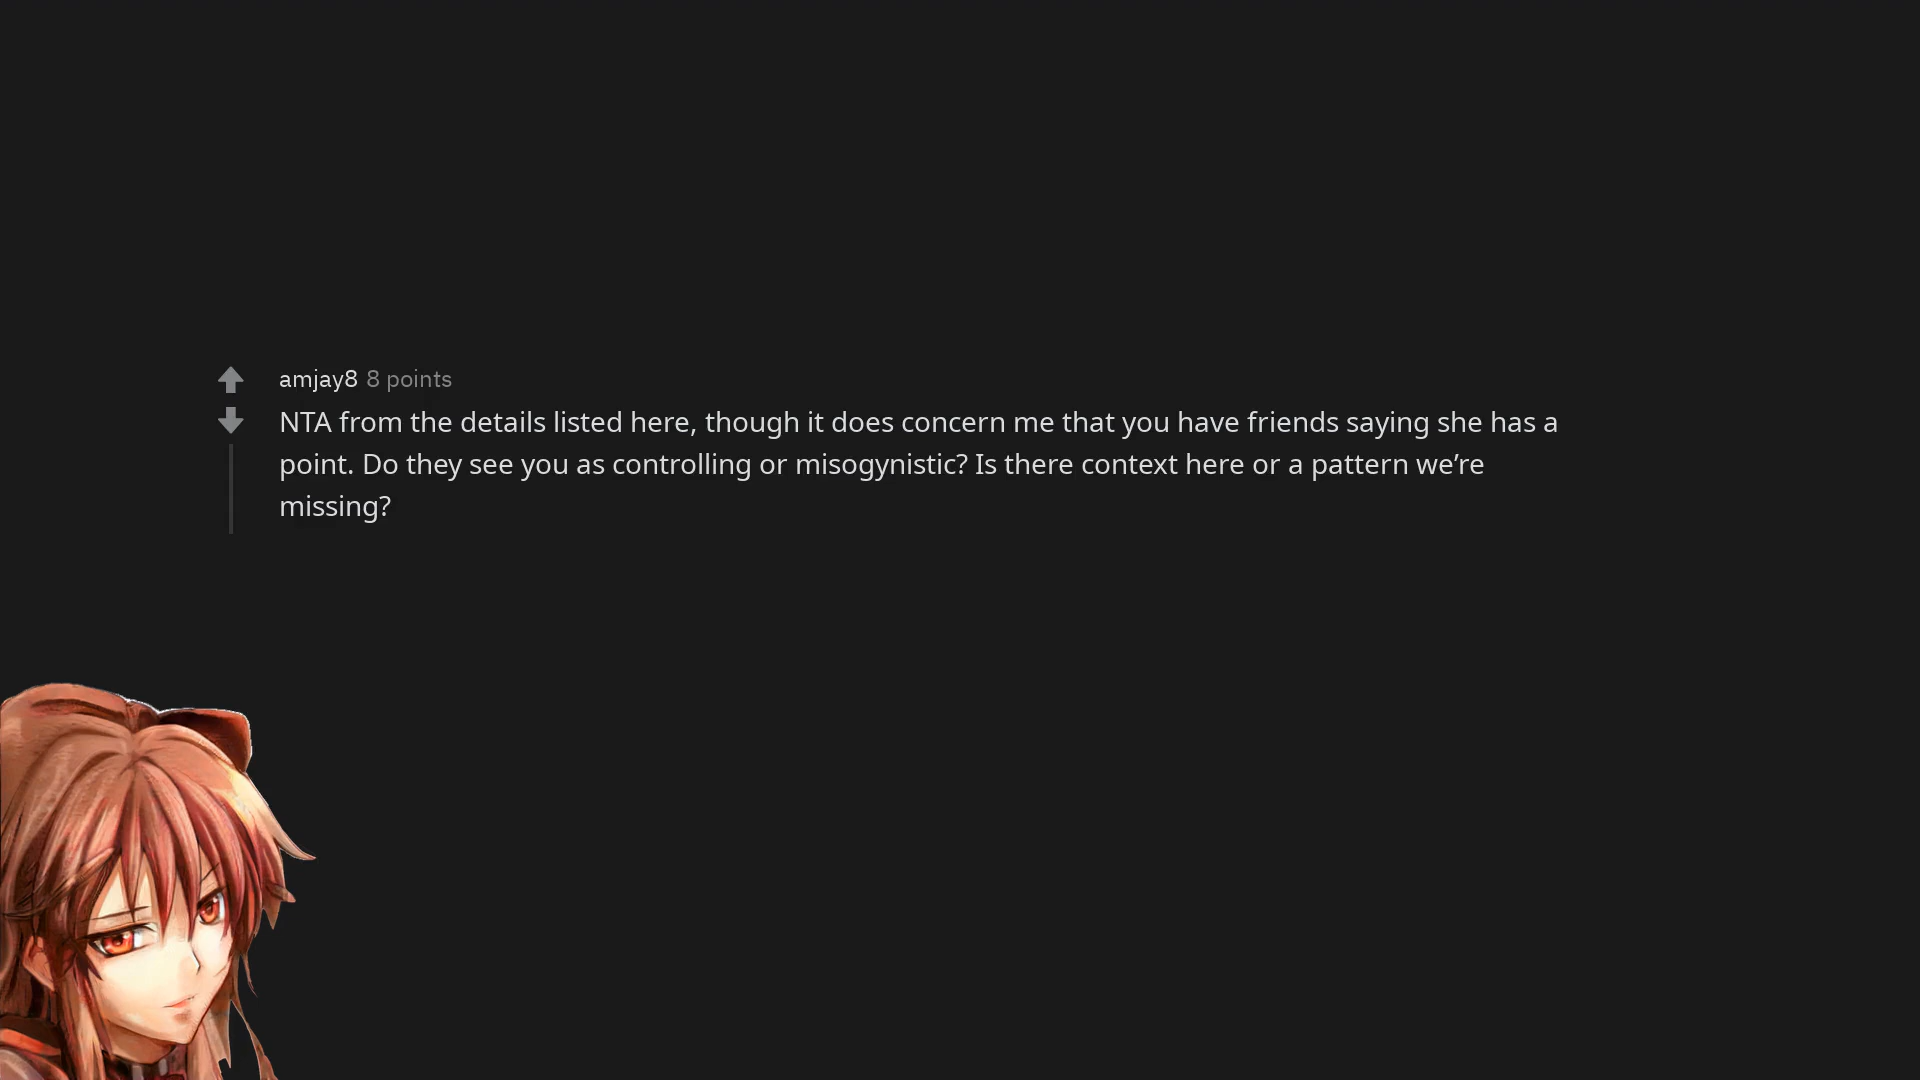 amjay8 8 points
NTA from the details listed here, though it does concern me that you have friends saying she has a
point. Do they see you as controlling or misogynistic? Is there context here or a pattern we’re
missing?